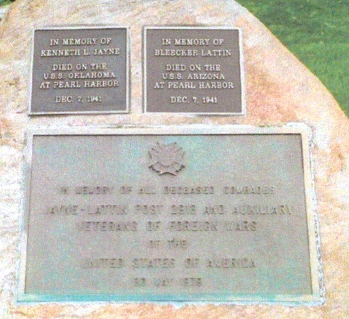 IN MEMORY OF
KENNETH L. JAYNE
DIED ON THE
U.S.S. OKLAHOMA
AT PEARL HARBOR
DEC. 7, 1941
IN MEMORY OF
BLEECKER LATTIN
DIED ON THE
U.S.S. ARIZONA
AT PEARL HARBOR
DEC. 7, 1941
IN MEMORY OF ALL DECEASED COMRADES
JAYNE-LATTIN POST AND AUXILIARY
VETERANS OF FOREIGN WARS
OF THE
UNITED STATES OF AMERICA
30 MAY